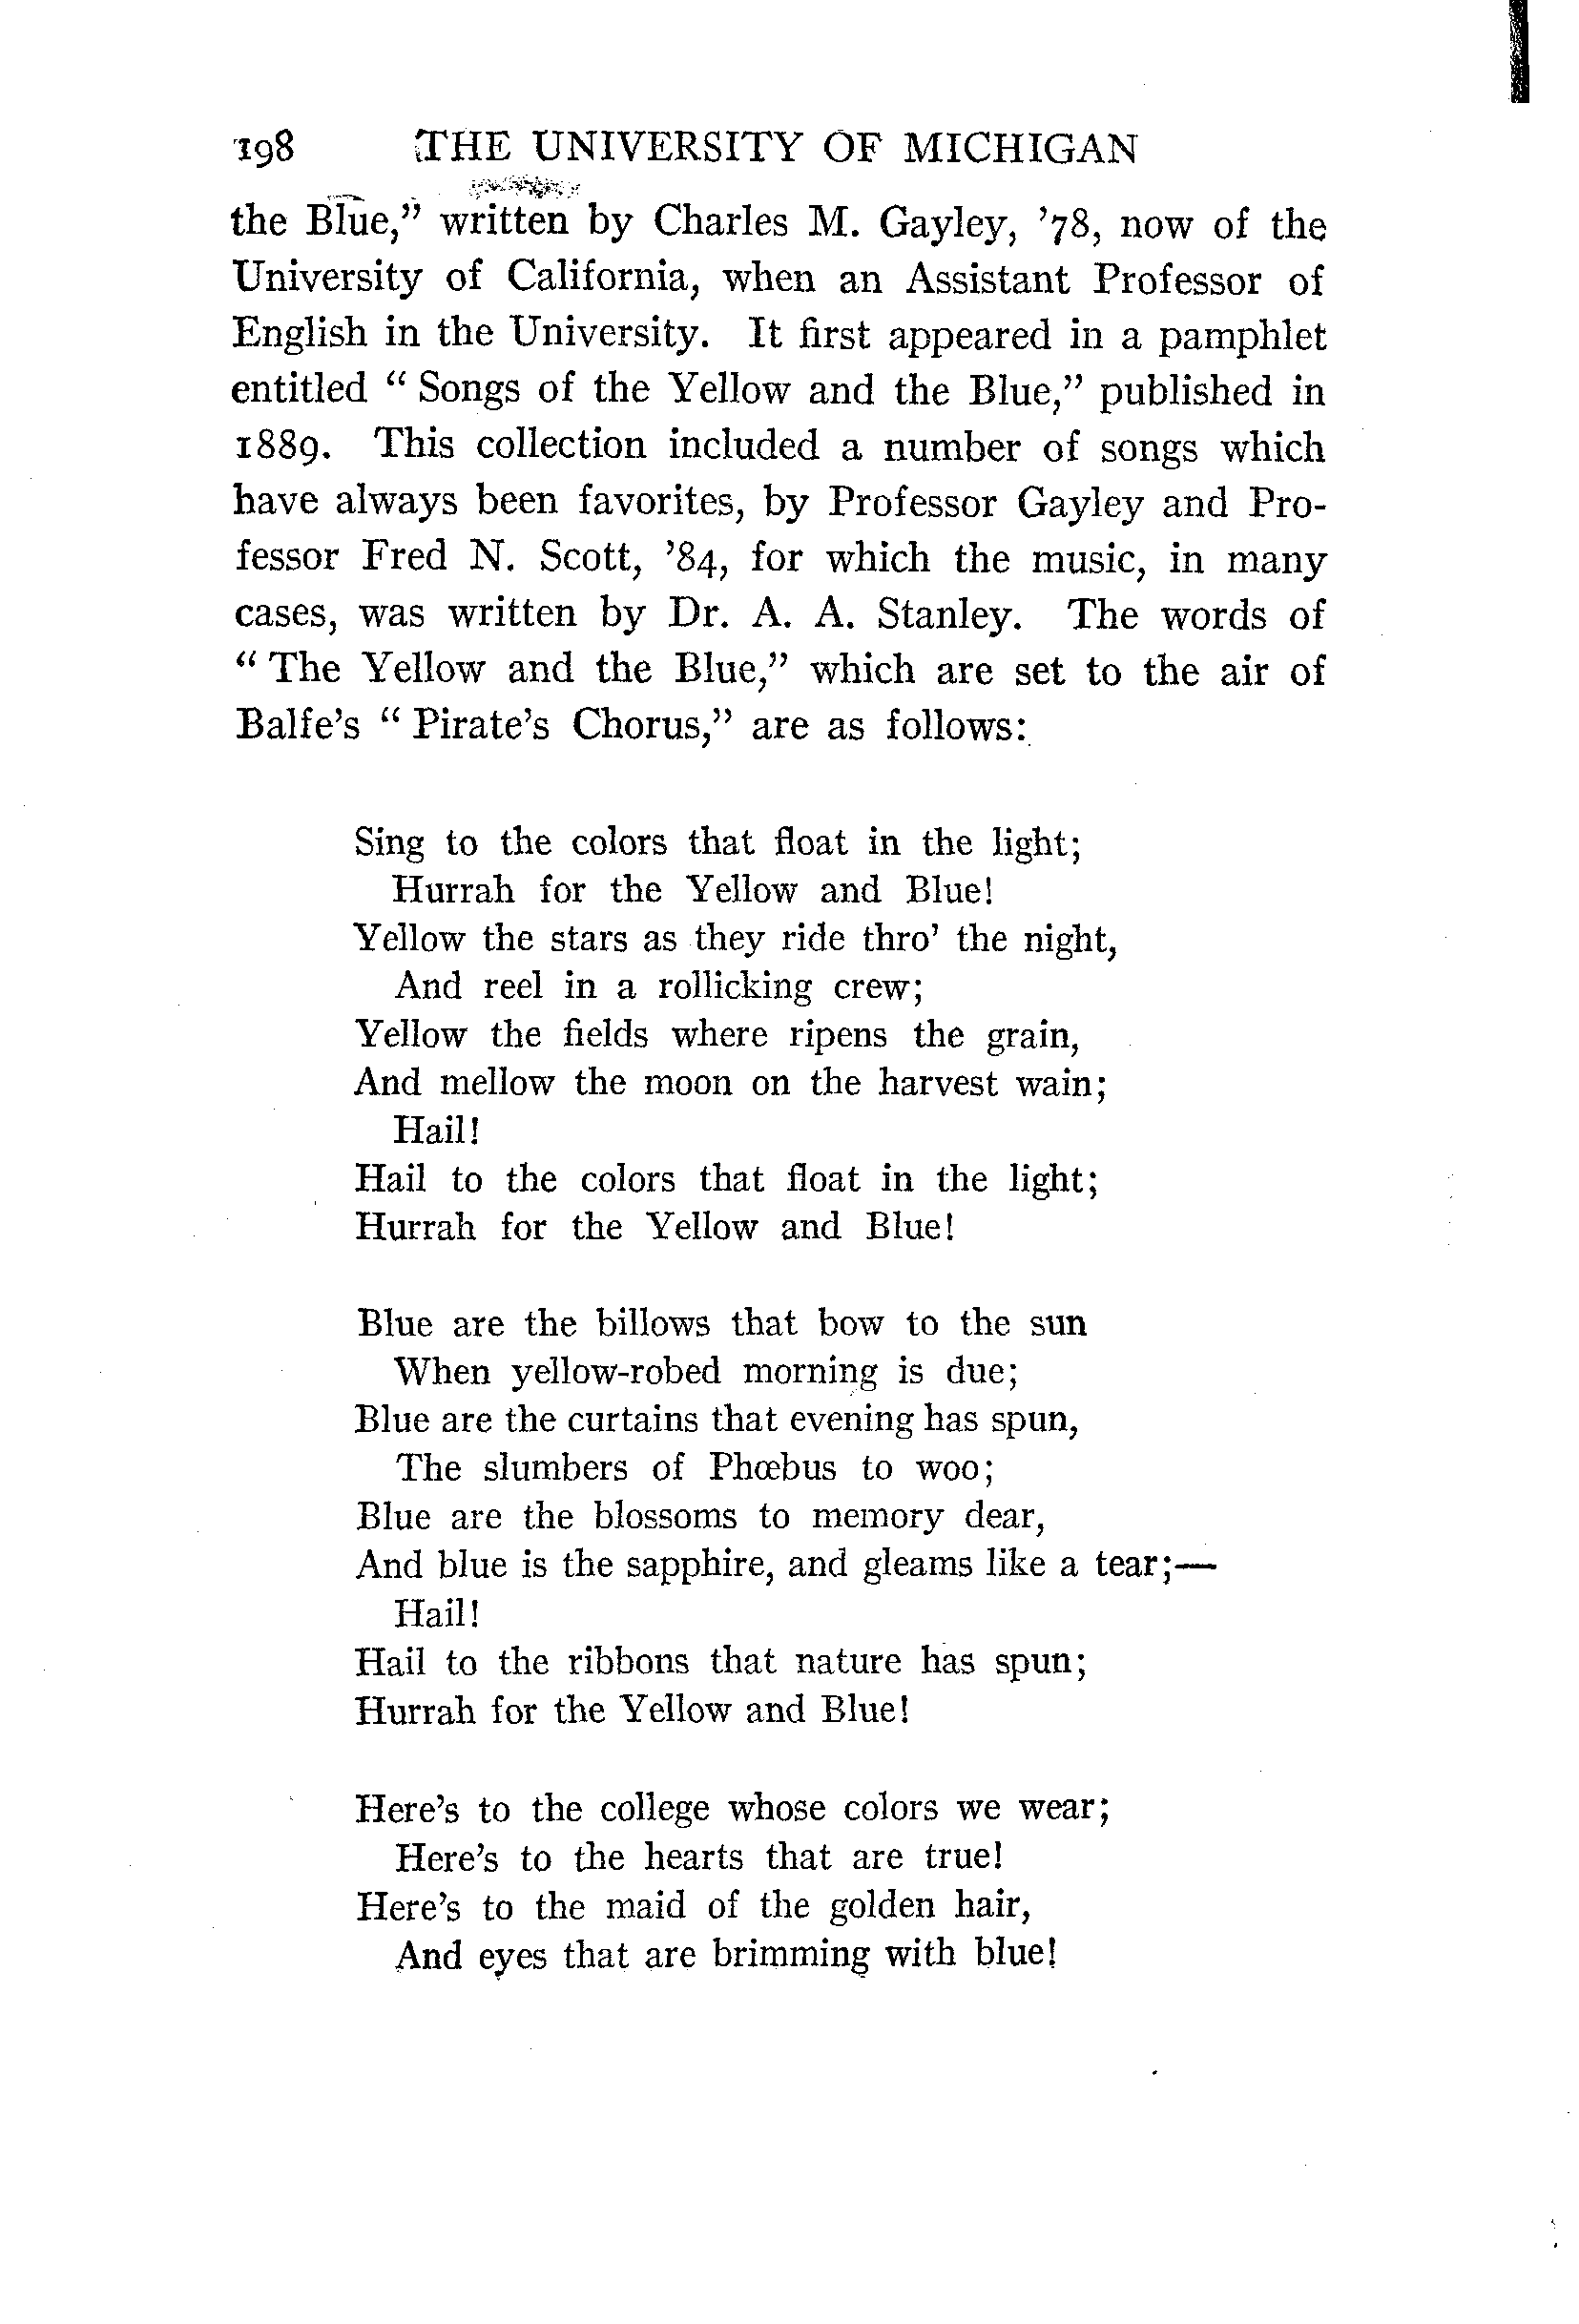 198 THE UNIVERSITY OF MICHIGAN
the Blue,” written by Charles M. Gayley, ’78, now of the
University of California, when an Assistant Professor of
English in the University. It first appeared in a pamphlet
entitled “ Songs of the Yellow and the Blue,” published in
1889. This collection included a number of songs which
have always been favorites, by Professor Gayley and Pro-
fessor Fred N. Scott, ’84, for which the music, in many
cases, was written by Dr. A. A. Stanley. The words of
“ The Yellow and the Blue,” which are set to the air of
Balfe’s “ Pirate’s Chorus,” are as follows:
Sing to the colors that float in the light;
Hurrah for the Yellow and Blue!
Yellow the stars as they ride thro’ the night,
And reel in a rollicking crew;
Yellow the fields where ripens the grain,
And mellow the moon on the harvest wain;
Hail!
Hail to the colors that float in the light;
Hurrah for the Yellow and Blue!
Blue are the billows that bow to the sun
When yellow-robed morning is due;
Blue are the curtains that evening has spun,
The slumbers of Phœbus to woo;
Blue are the blossoms to memory dear,
And blue is the sapphire, and gleams like a tear;—
Hail!
Hail to the ribbons that nature has spun;
Hurrah for the Yellow and Blue!
Here’s to the college whose colors we wear;
Here’s to the hearts that are true!
Here’s to the maid of the golden hair,
And eyes that are brimming with blue!